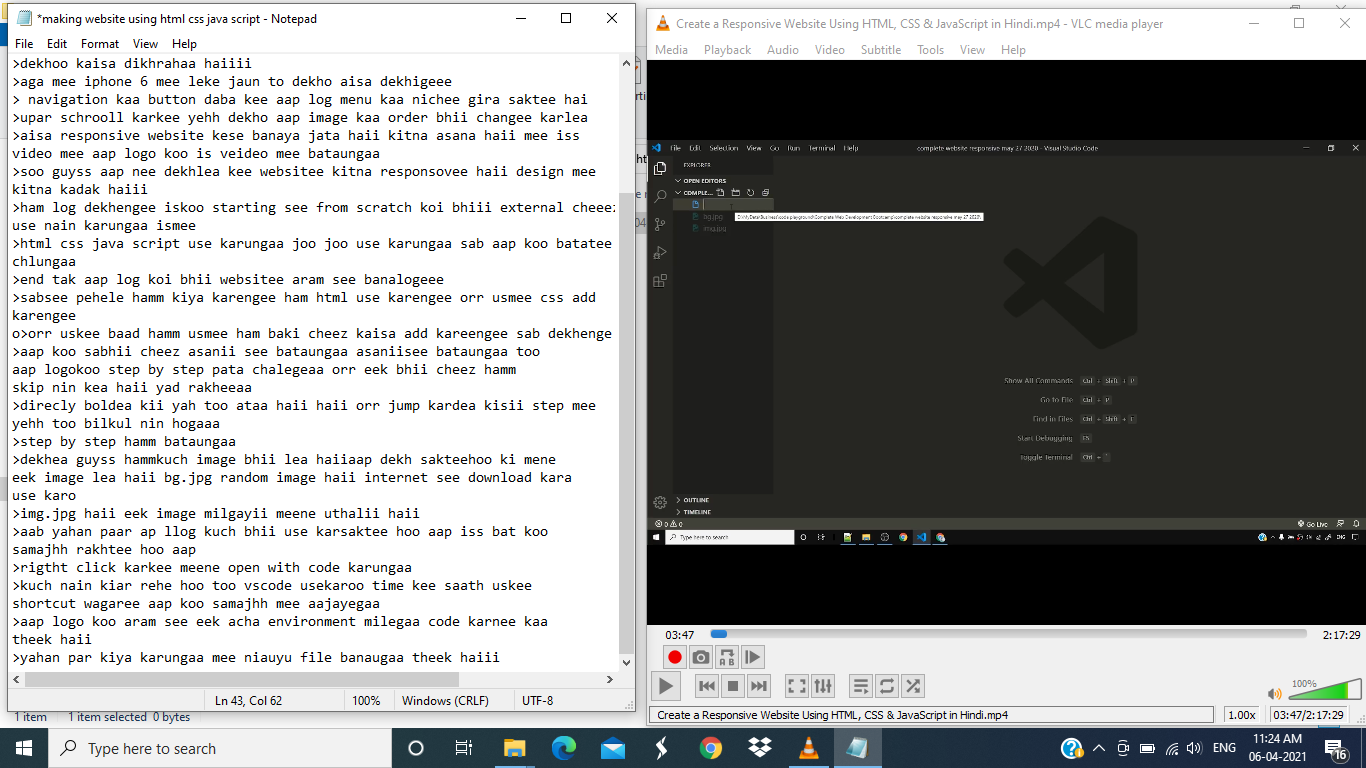 *making website using html css java script - Notepad
File Edit Format View Help
>dekhoo kaisa dikhrahaa haiiii
>aga mee iphone 6 mee leke jaun to dekho aisa dekhigeee
> navigation kaa button daba kee aap log menu kaa nichee gira saktee hai
>upar schrooll karkee yehh dekho aap image kaa order bhii changee karlea
>aisa responsive website kese banaya jata haii kitna asana haii mee iss
video mee aap logo koo is veideo mee bataungaa
>soo guyss aap nee dekhlea kee websitee kitna responsovee haii design mee
kitna kadak haiii
>ham log dekhengee iskoo starting see from scratch koi bhiii external cheeez
use nain karungaa ismee
>html css java script use karungaa joo joo use karungaa sab aap koo batatee
chlungaa
>end tak aap log koi bhii websitee aram see banalogeee
>sabsee pehele hamm kiya karengee ham html use karengee orr usmee css add
karengee
o>orr uskee baad hamm usmee ham baki cheez kaisa add kareengee sab dekhenge
>aap koo sabhii cheez asanii see bataungaa asaniisee bataungaa too
aap logokoo step by step pata chalegeaa orr eek bhii cheez hamm
skip nin kea haii yad rakheeaa
>direcly boldea kii yah too ataa haii haii orr jump kardea kisii step mee
yehh too bilkul nin hogaaa
>step by step hamm bataungaa
>dekhea guyss hammkuch image bhii lea haiiaap dekh sakteehoo ki mene
eek image lea haii bg.jpg random image haii internet see download kara
use karo
>img.jpg haii eek image milgayii meene uthalii haii
>aab yahan paar ap llog kuch bhii use karsaktee hoo aap iss bat koo
samajhh rakhtee hoo aap
>rigtht click karkee meene open with code karungaa
>kuch nain kiar rehe hoo too vscode usekaroo time kee saath uskee
shortcut wagaree aap koo samajhh mee aajayegaa
>aap logo koo aram see eek acha environment milegaa code karnee kaa
theek haii
>yahan par kiya karungaa mee niauyu file banaugaa theek haiii
Ln 43, Col 62 100% Windows (CRLF) UTF-8
1 item 1 item selected 0 bytes
Create a Responsive Website Using HTML, CSS & JavaScript in Hindi.mp4 - VLC media player
Media Playback Audio Video Subtitle Tools View Help
File Edit Selection View Go Run Terminal Help complete website responsive may 27 2020 - Visual Studio Code
EXPLORER
OPEN EDITORS
COMPLE...
bg.jpg
img.jpg
Show All Commands Ctrl + Shift + P
Go to File Ctrl + P
Find in Files Ctrl + Shift + F
Start Debugging F5
Toggle Terminal Ctrl + `
OUTLINE
TIMELINE
0 0 Go Live
Type here to search
03:47 2:17:29
100%
Create a Responsive Website Using HTML, CSS & JavaScript in Hindi.mp4 1.00x 03:47/2:17:29
Type here to search
ENG 11:24 AM
06-04-2021
16